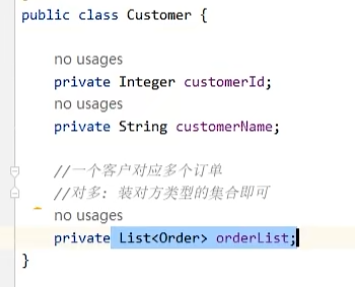 public class Customer {
no usages
private Integer customerId;
no usages
private String customerName;
//一个客户对应多个订单
//对多：装对方类型的集合即可
no usages
private List<Order> orderList;
}